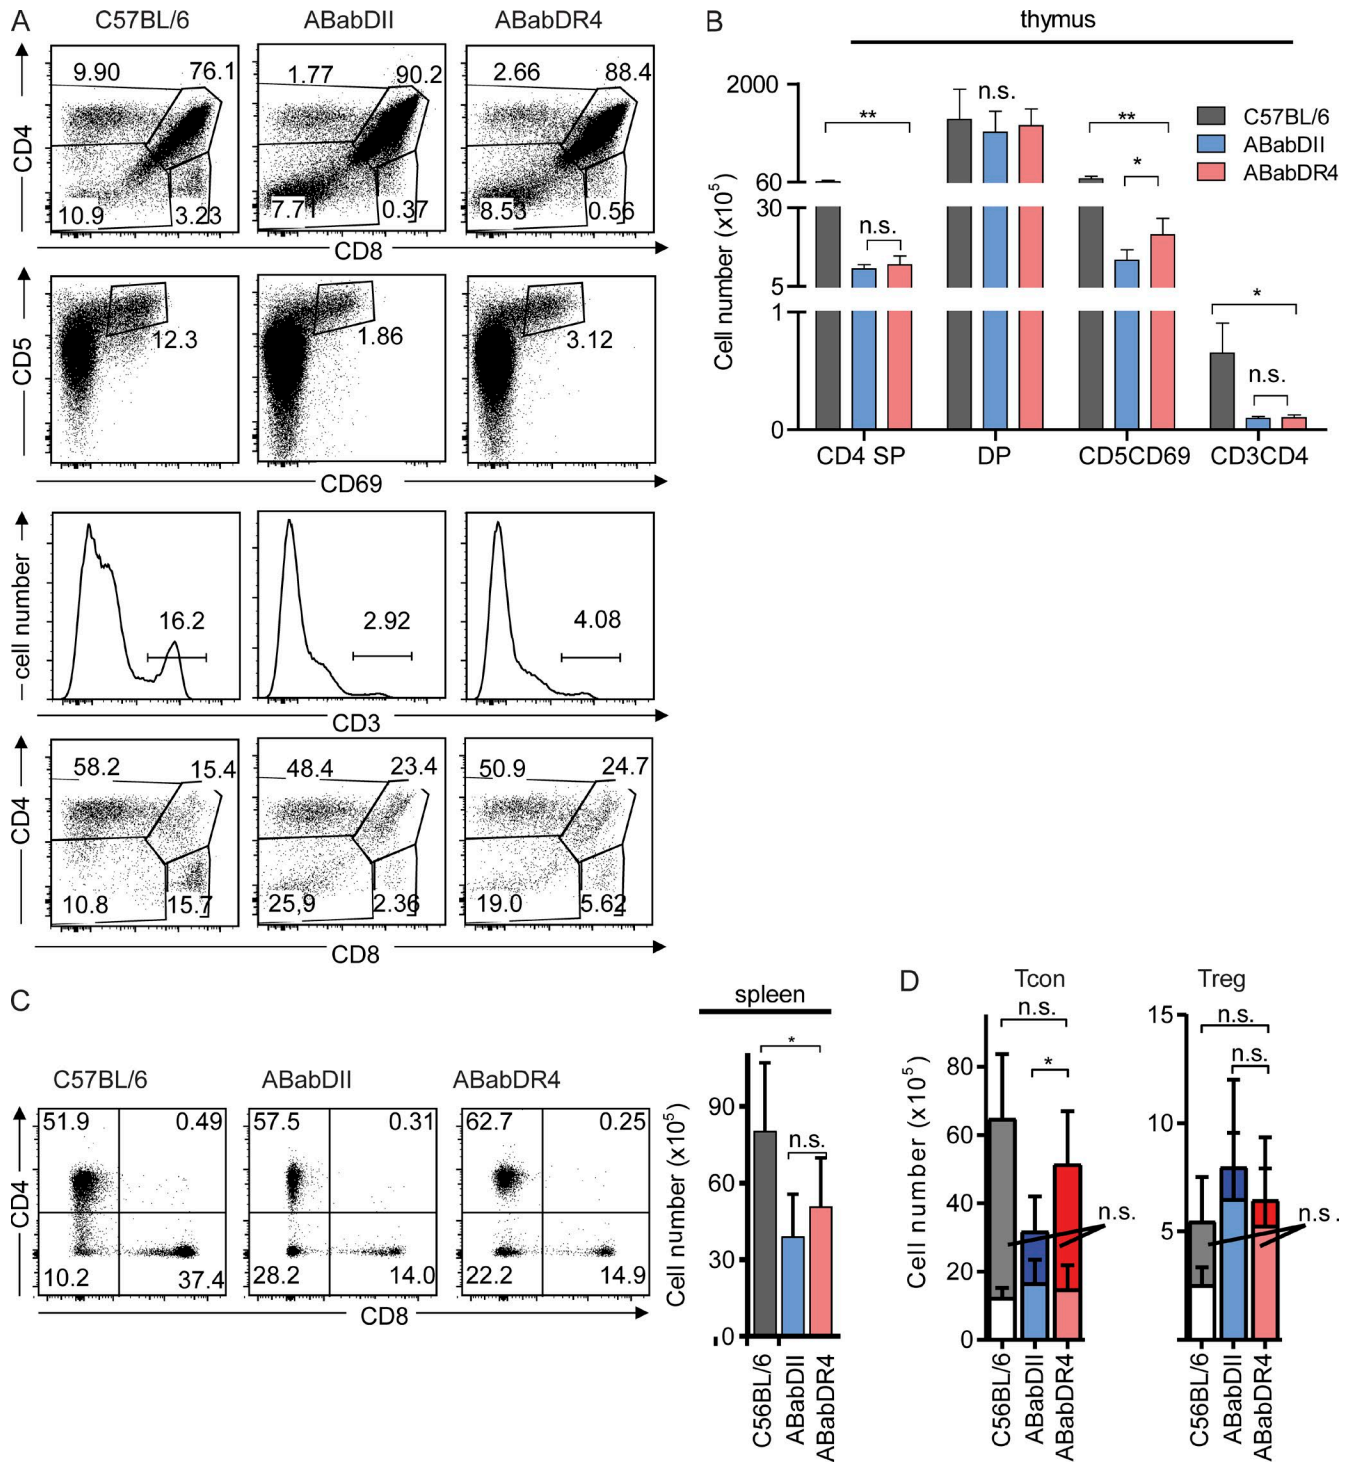 A
C57BL/6 ABabDII ABabDR4
9.90 76.1 1.77 90.2 2.66 88.4
CD4
10.9 3.23 7.71 0.37 8.53 0.56
CD8
CD5
12.3 1.86 3.12
CD69
cell number
16.2 2.92 4.08
CD3
58.2 15.4 48.4 23.4 50.9 24.7
CD4
10.8 15.7 25,9 2.36 19.0 5.62
CD8
B
thymus
Cell number (x10⁵)
2000
60
30
5
1
0
** n.s. **
*
n.s.
*
n.s.
C57BL/6
ABabDII
ABabDR4
CD4 SP DP CD5CD69 CD3CD4
C
C57BL/6 ABabDII ABabDR4
51.9 0.49 57.5 0.31 62.7 0.25
CD4
10.2 37.4 28.2 14.0 22.2 14.9
CD8
spleen
*
n.s.
Cell number (x10⁵)
90
60
30
0
C56BL/6 ABabDII ABabDR4
D
Tcon
n.s.
*
n.s.
Cell number (x10⁵)
80
60
40
20
0
C56BL/6 ABabDII ABabDR4
Treg
n.s.
n.s.
n.s.
15
10
5
C56BL/6 ABabDII ABabDR4